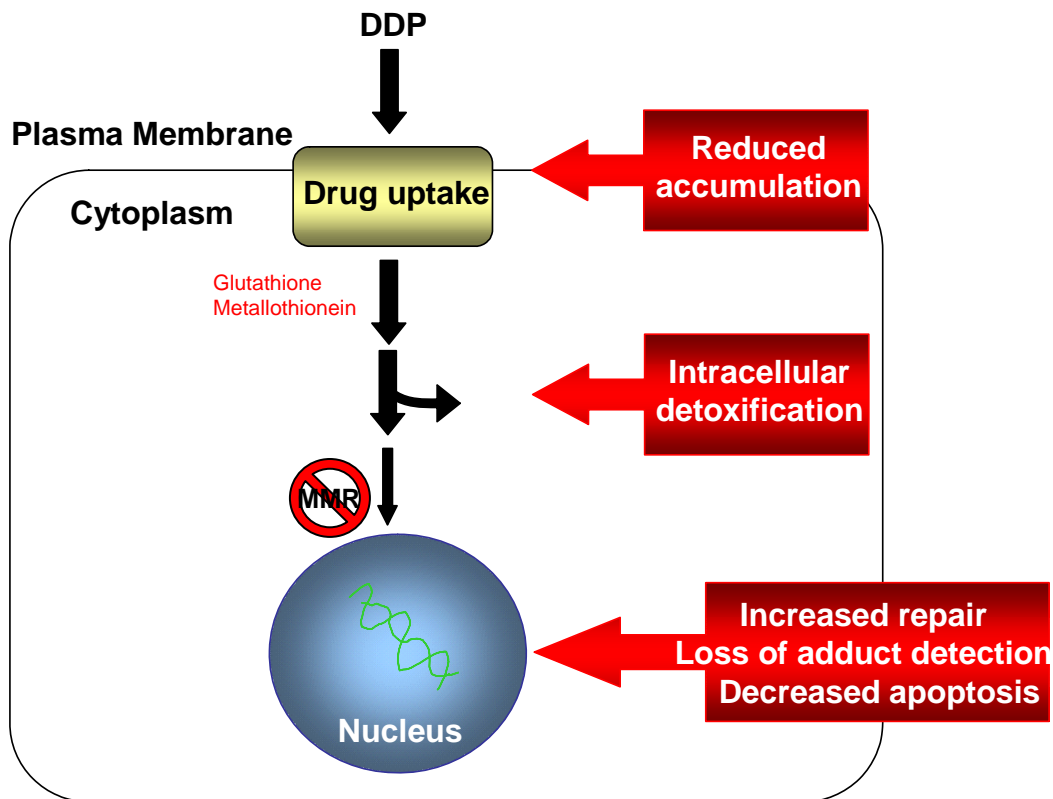 DDP
Plasma Membrane
Drug uptake
Cytoplasm
Reduced
accumulation
Glutathione
Metallothionein
Intracellular
detoxification
MMR
Increased repair
Loss of adduct detection
Decreased apoptosis
Nucleus